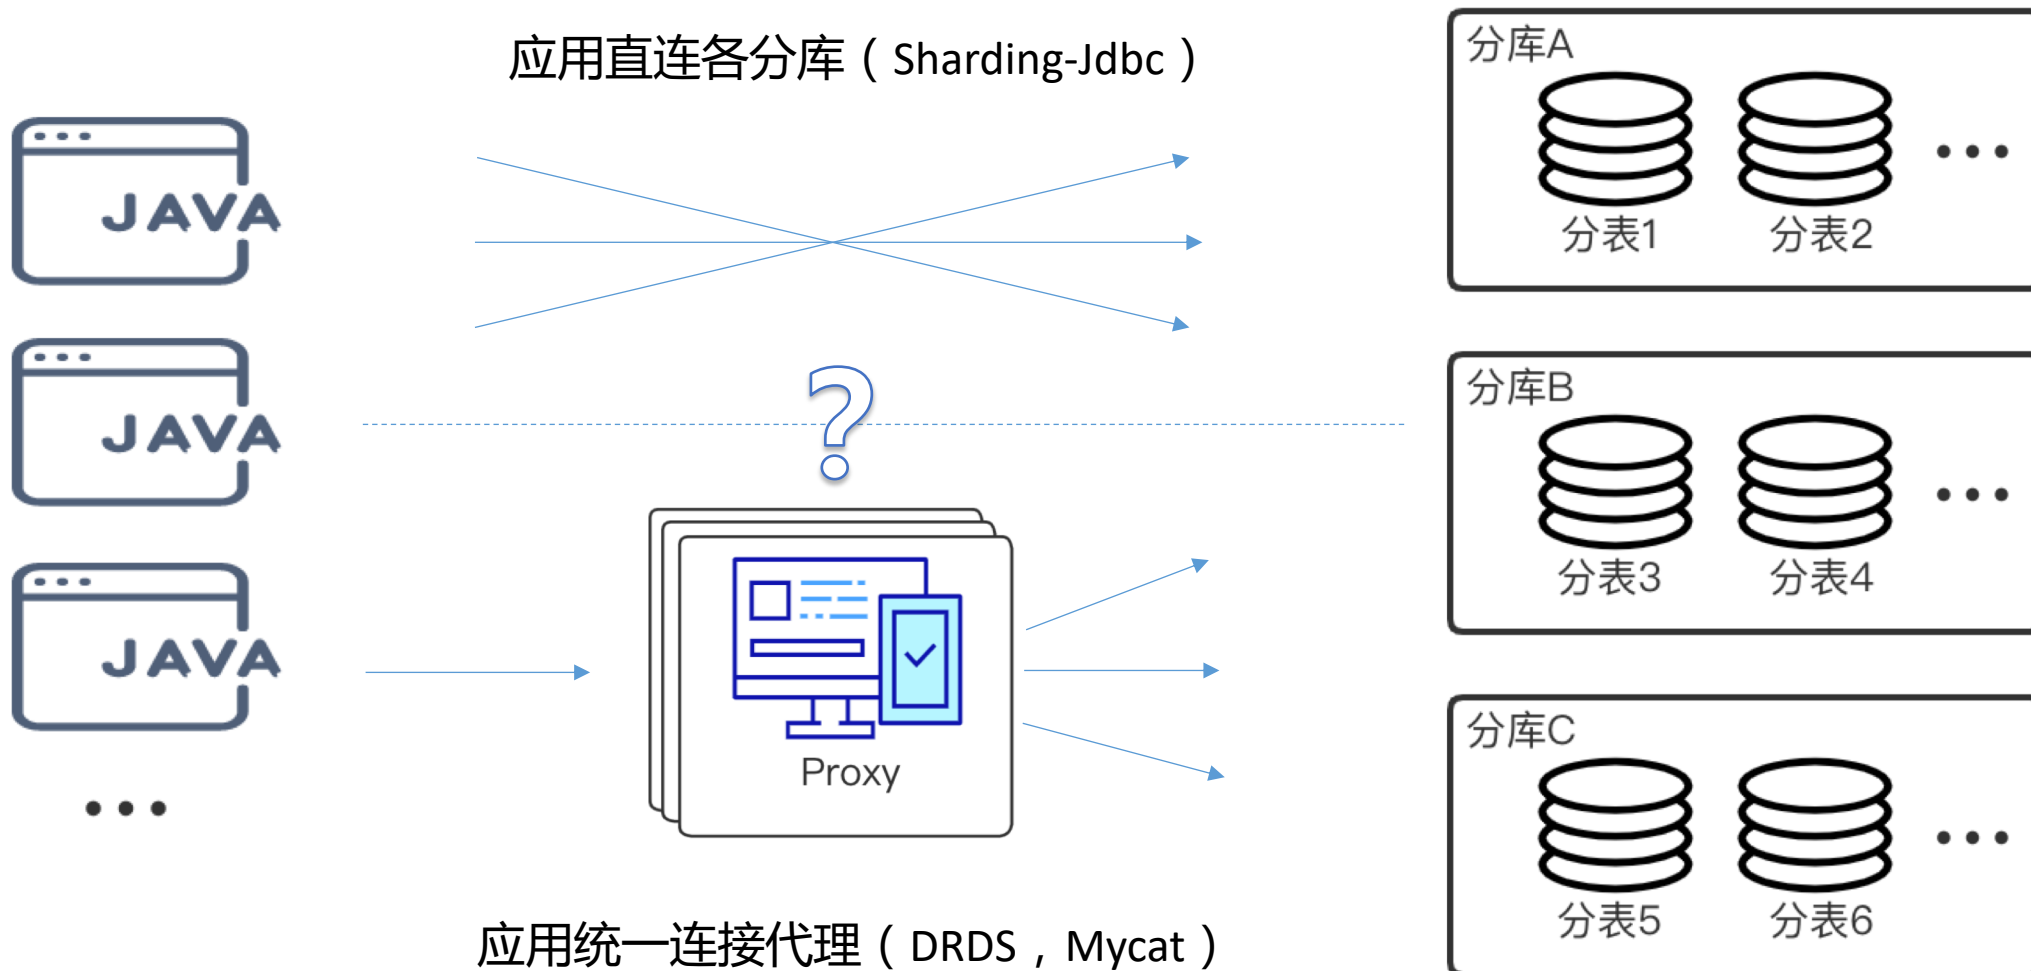 应用直连各分库（Sharding-Jdbc）
分库A
分表1
分表2
JAVA
分库B
分表3
分表4
JAVA
?
分库C
分表5
分表6
JAVA
Proxy
应用统一连接代理（DRDS，Mycat）